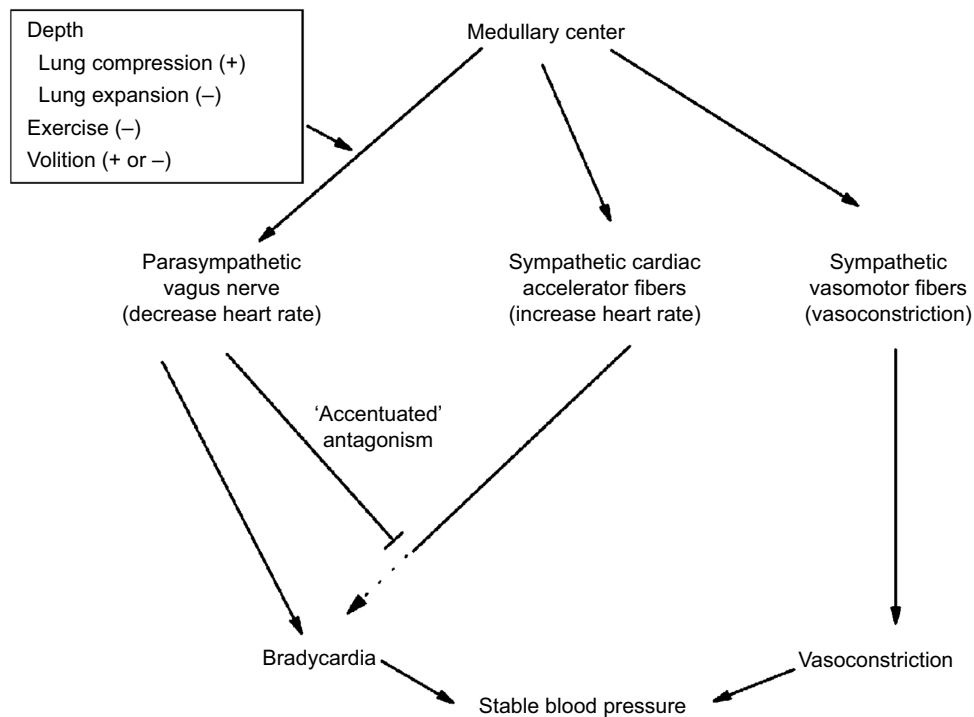 Depth
Lung compression (+)
Lung expansion (–)
Exercise (–)
Volition (+ or –)
Medullary center
Parasympathetic
vagus nerve
(decrease heart rate)
Sympathetic cardiac
accelerator fibers
(increase heart rate)
Sympathetic
vasomotor fibers
(vasoconstriction)
‘Accentuated’
antagonism
Bradycardia
Vasoconstriction
Stable blood pressure